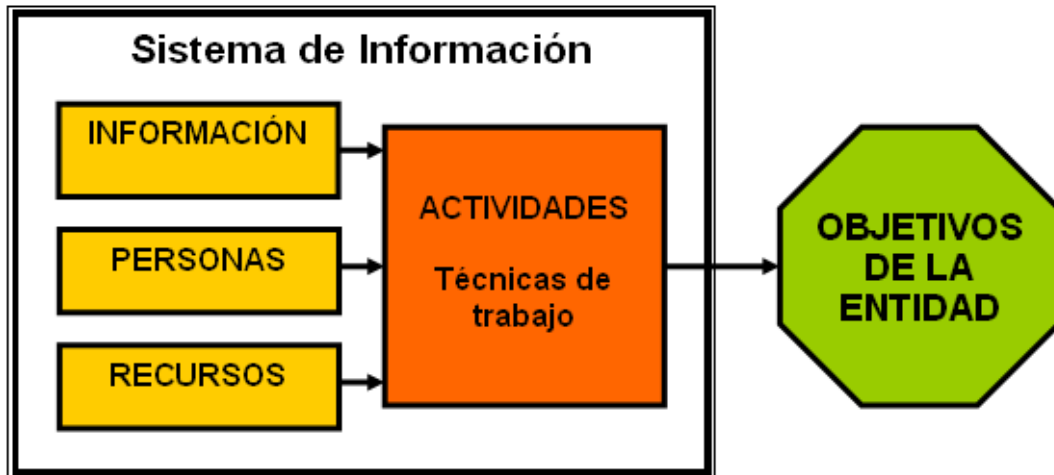 Sistema de Información
INFORMACIÓN
PERSONAS
RECURSOS
ACTIVIDADES
Técnicas de
trabajo
OBJETIVOS
DE LA
ENTIDAD